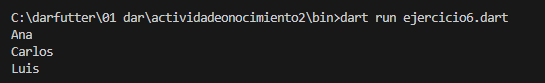 C:\darfutter\01 dar\actividadeonocimiento2\bin>dart run ejercicio6.dart
Ana
Carlos
Luis